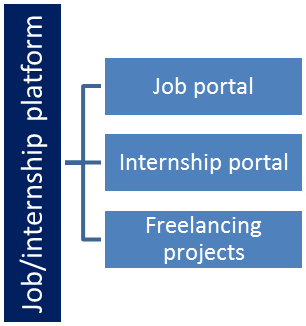 Job/internship platform
Job portal
Internship portal
Freelancing
projects